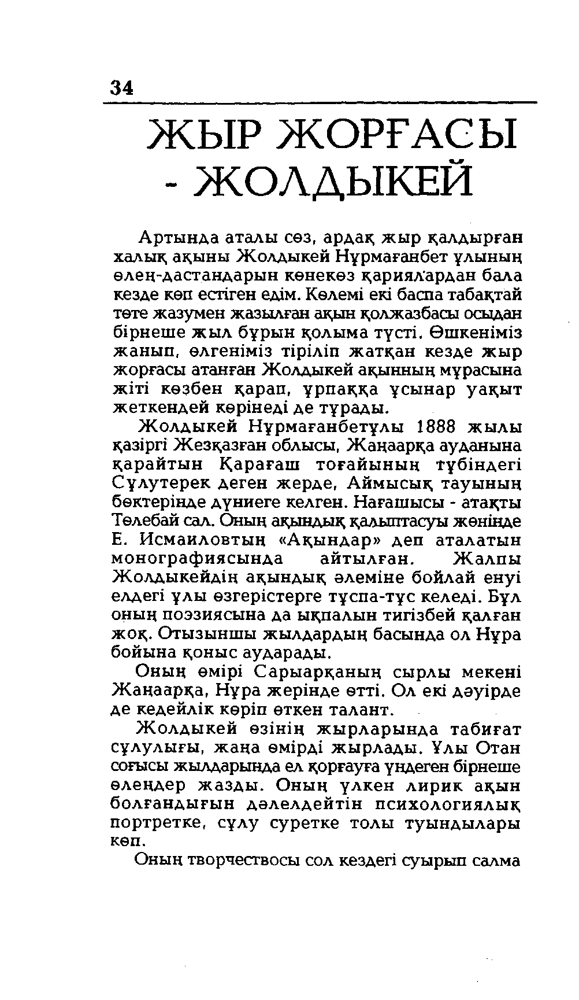 34
ЖЫР ЖОРҒАСЫ
- ЖОЛДЫКЕЙ
Артында аталы сөз, ардақ жыр қалдырған
халық ақыны Жолдыкей Нұрмағанбет ұлының
өлең-дастандарын көнекөз қариялардан бала
кезде көп естіген едім. Көлемі екі баспа табақтай
төте жазумен жазылған ақын қолжазбасы осыдан
бірнеше жыл бұрын қолыма түсті. Өшкеніміз
жанып, өлгеніміз тіріліп жатқан кезде жыр
жорғасы атанған Жолдыкей ақынның мұрасына
жіті көзбен қарап, ұрпаққа ұсынар уақыт
жеткендей көрінеді де тұрады.
Жолдыкей Нұрмағанбетұлы 1888 жылы
қазіргі Жезқазған облысы, Жаңаарқа ауданына
қарайтын Қарағаш тоғайының түбіндегі
Сұлутерек деген жерде, Аймысық тауының
бөктерінде дүниеге келген. Нағашысы - атақты
Төлебай сал. Оның ақындық қалыптасуы жөнінде
Е. Исмаиловтың «Ақындар» деп аталатын
монографиясында айтылған. Жалпы
Жолдыкейдің ақындық әлеміне бойлай енуі
елдегі ұлы өзгерістерге тұспа-тұс келеді. Бұл
оның поэзиясына да ықпалын тигізбей қалған
жоқ. Отызыншы жылдардың басында ол Нұра
бойына қоныс аударады.
Оның өмірі Сарыарқаның сырлы мекені
Жаңаарқа, Нұра жерінде өтті. Ол екі дәуірде
де кедейлік көріп өткен талант.
Жолдыкей өзінің жырларында табиғат
сұлулығы, жаңа өмірді жырлады. Ұлы Отан
соғысы жылдарында ел қорғауға үндеген бірнеше
өлеңдер жазды. Оның үлкен лирик ақын
болғандығын дәлелдейтін психологиялық
портретке, сұлу суретке толы туындылары
көп.
Оның творчествосы сол кездегі суырып салма